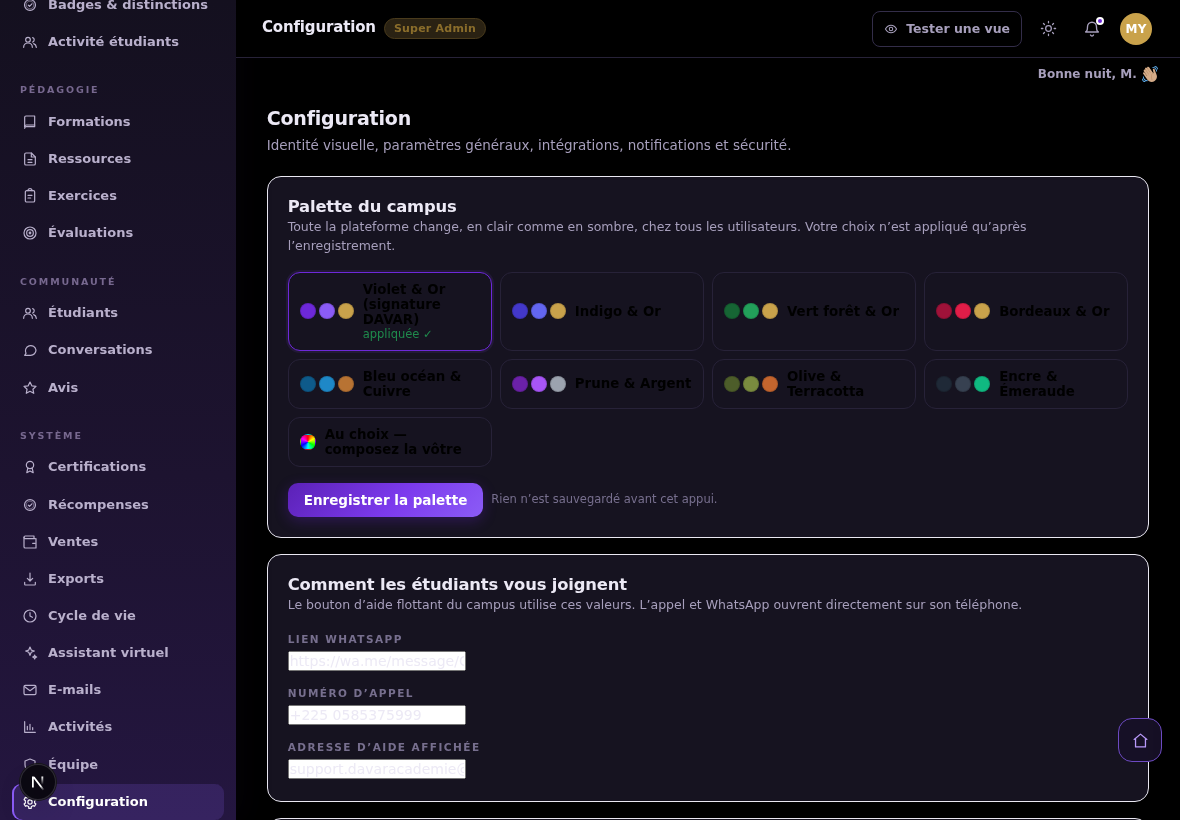 Badges & distinctions
Activité étudiants
PÉDAGOGIE
Formations
Ressources
Exercices
Évaluations
COMMUNAUTÉ
Étudiants
Conversations
Avis
SYSTÈME
Certifications
Récompenses
Ventes
Exports
Cycle de vie
Assistant virtuel
E-mails
Activités
Équipe
N
Configuration
Configuration
Super Admin
Tester une vue
MY
Bonne nuit, M. 👋
Configuration
Identité visuelle, paramètres généraux, intégrations, notifications et sécurité.
Palette du campus
Toute la plateforme change, en clair comme en sombre, chez tous les utilisateurs. Votre choix n’est appliqué qu’après
l’enregistrement.
Violet & Or
(signature
DAVAR)
appliquée ✓
Indigo & Or
Vert forêt & Or
Bordeaux & Or
Bleu océan &
Cuivre
Prune & Argent
Olive &
Terracotta
Encre &
Émeraude
Au choix —
composez la vôtre
Enregistrer la palette
Rien n’est sauvegardé avant cet appui.
Comment les étudiants vous joignent
Le bouton d’aide flottant du campus utilise ces valeurs. L’appel et WhatsApp ouvrent directement sur son téléphone.
LIEN WHATSAPP
https://wa.me/message/
NUMÉRO D’APPEL
+225 0585375999
ADRESSE D’AIDE AFFICHÉE
support.davaracademie@